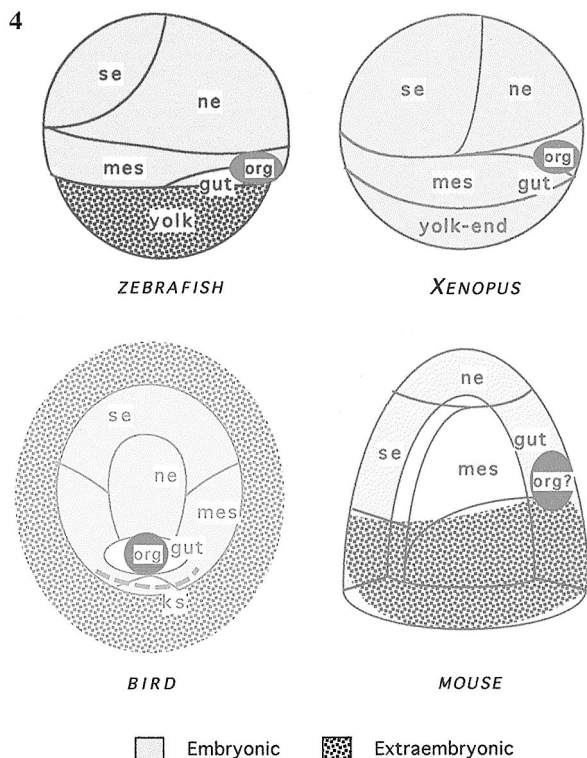 4
se
ne
mes
org
gut
yolk
ZEBRAFISH
se
ne
org
mes
gut
yolk-end
XENOPUS
se
ne
mes
org gut
ks
BIRD
ne
se
gut
mes
org?
MOUSE
Embryonic
Extraembryonic